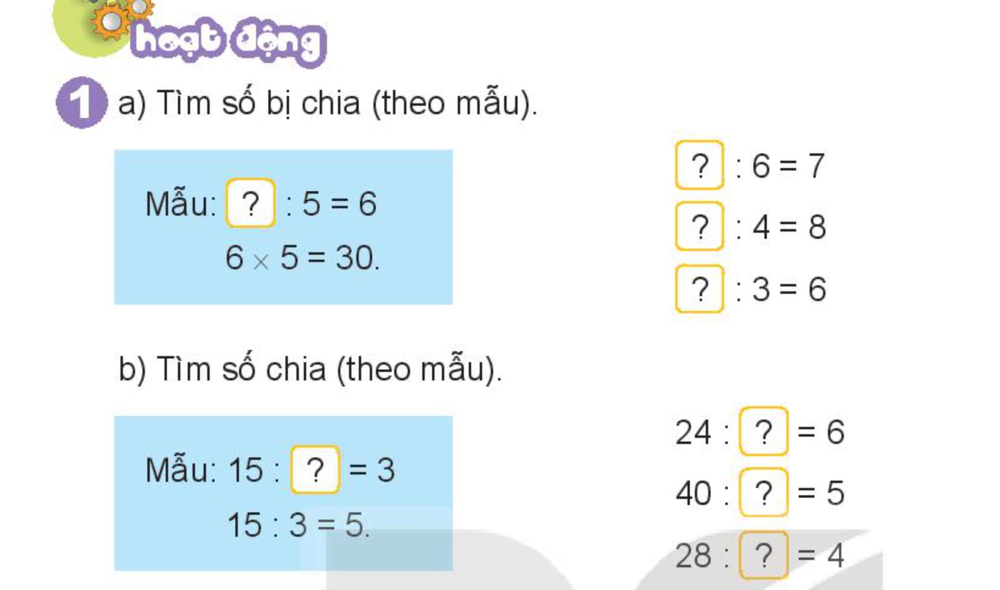 hoạt động
1 a) Tìm số bị chia (theo mẫu).
Mẫu: ? : 5 = 6
6 × 5 = 30.
? : 6 = 7
? : 4 = 8
? : 3 = 6
b) Tìm số chia (theo mẫu).
Mẫu: 15 : ? = 3
15 : 3 = 5.
24 : ? = 6
40 : ? = 5
28 : ? = 4